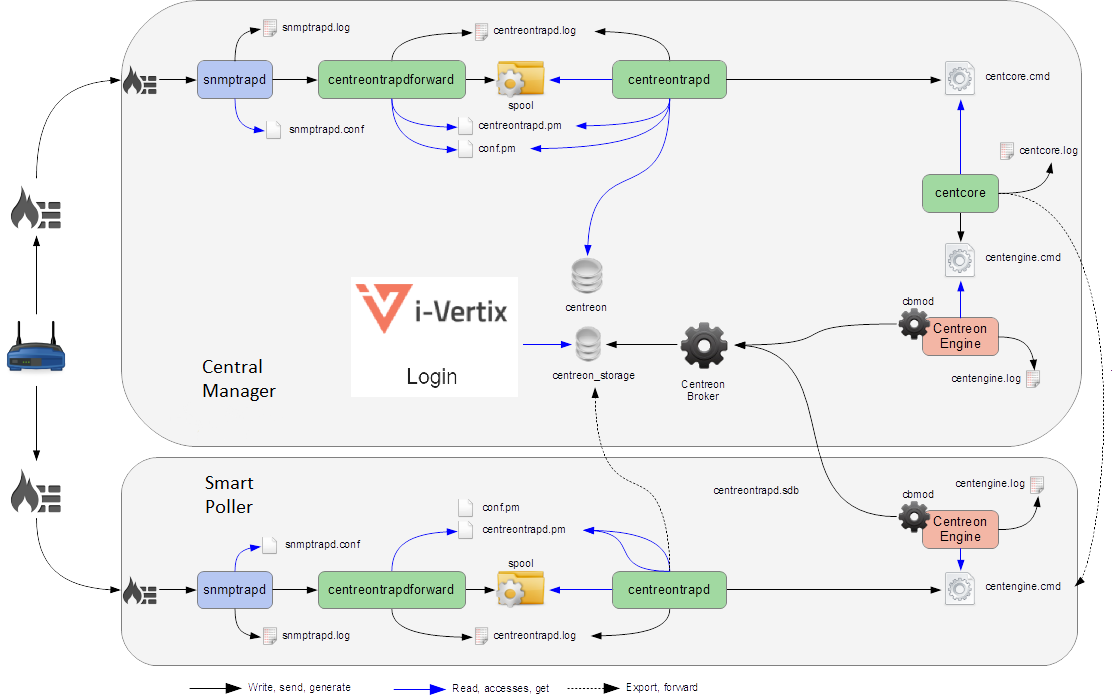 snmptrapd.log
centreontrapd.log
snmptrapd
centreontrapdforward
spool
centreontrapd
centcore.cmd
snmptrapd.conf
centreontrapd.pm
conf.pm
centcore.log
centcore
centengine.cmd
centreon
i-Vertix
Login
cbmod
Centreon
Engine
centreon_storage
Centreon
Broker
centengine.log
Central
Manager
Smart
Poller
centreontrapd.sdb
centengine.log
cbmod
Centreon
Engine
conf.pm
centreontrapd.pm
snmptrapd.conf
spool
snmptrapd
centreontrapdforward
centreontrapd
centengine.cmd
snmptrapd.log
centreontrapd.log
Write, send, generate
Read, accesses, get
Export, forward